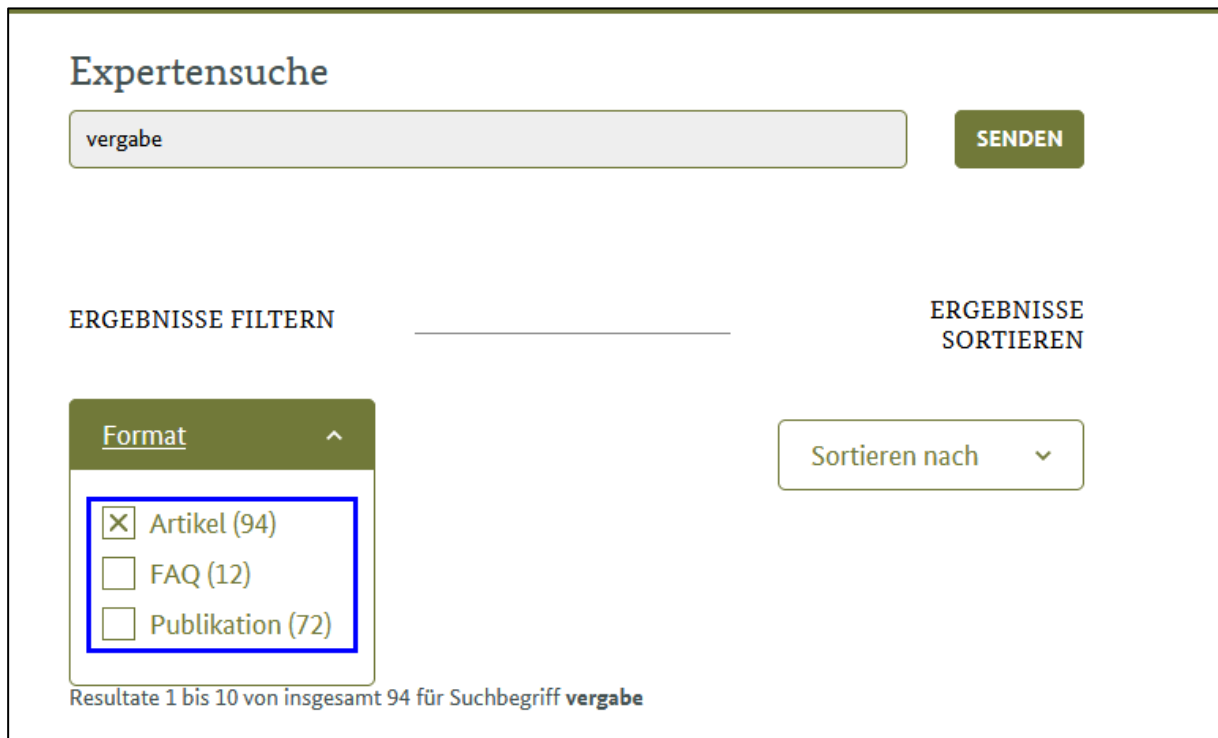 Expertensuche
vergabe
SENDEN
ERGEBNISSE FILTERN
ERGEBNISSE
SORTIEREN
Format
Sortieren nach
Artikel (94)
FAQ (12)
Publikation (72)
Resultate 1 bis 10 von insgesamt 94 für Suchbegriff vergabe